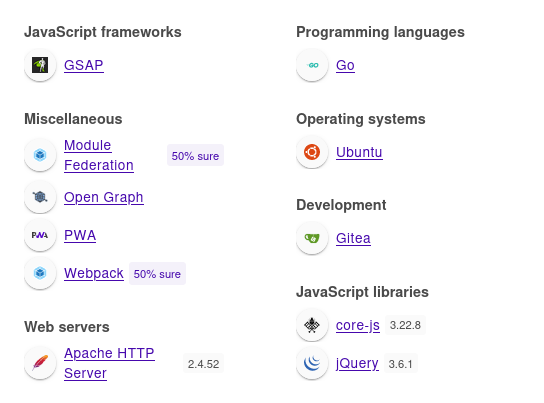 JavaScript frameworks
GSAP
Miscellaneous
Module
Federation
50% sure
Open Graph
PWA
PWA
Webpack 50% sure
Web servers
Apache HTTP
Server
2.4.52
Programming languages
GO
Go
Operating systems
Ubuntu
Development
Gitea
JavaScript libraries
core-js 3.22.8
jQuery 3.6.1